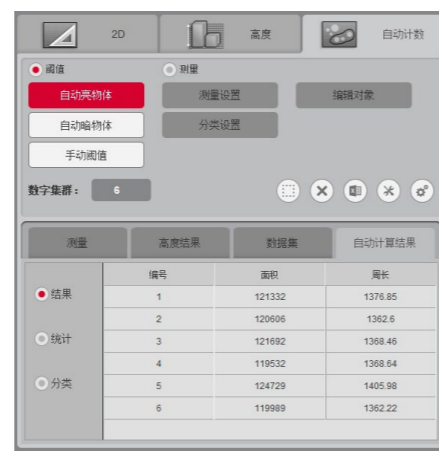 2D 高度 自动计数
阈值 测量
自动亮物体 测量设置 编辑对象
自动暗物体 分类设置
手动阈值
数字集群： 6
测量 高度结果 数据集 自动计算结果
编号 面积 周长
结果 1 121332 1376.85
2 120606 1362.6
统计 3 121692 1368.46
4 119532 1368.64
分类 5 124729 1405.98
6 119989 1362.22